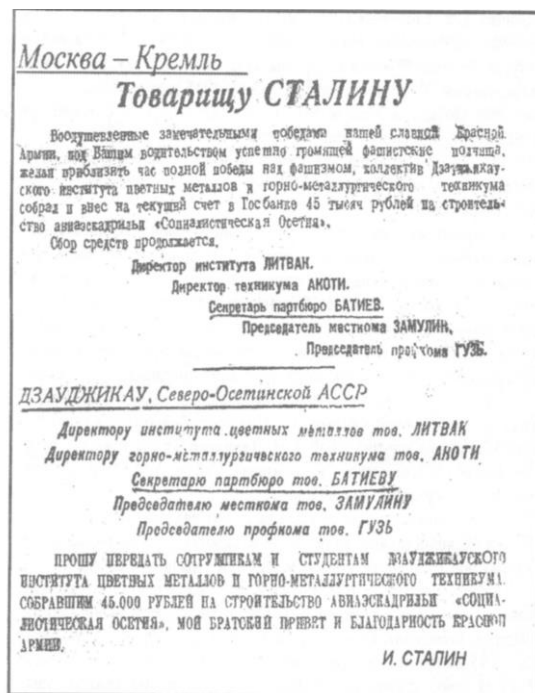 Москва – Кремль
Товарищу СТАЛИНУ
Воодушевленные замечательными победами нашей славной Красной
Армии, под Вашим водительством успешно громящей фашистские полчища,
желая приблизить час полной победы над фашизмом, коллектив Дзауджикау-
ского института цветных металлов и горно-металлургического техникума
собрал и внес на текущий счет в Госбанке 45 тысяч рублей на строитель-
ство авиаэскадрильи «Социалистическая Осетия».
Сбор средств продолжается.
Директор института ЛИТВАК.
Директор техникума АКОТИ.
Секретарь партбюро БАТИЕВ.
Председатель месткома ЗАМУЛИН,
Председатель профкома ГУЗЬ.
ДЗАУДЖИКАУ, Северо-Осетинской АССР
Директору института цветных металлов тов. ЛИТВАК
Директору горно-металлургического техникума тов. АКОТИ
Секретарю партбюро тов. БАТИЕВУ
Председателю месткома тов. ЗАМУЛИНУ
Председателю профкома тов. ГУЗЬ
ПРОШУ ПЕРЕДАТЬ СОТРУДНИКАМ И СТУДЕНТАМ ДЗАУДЖИКАУСКОГО
ИНСТИТУТА ЦВЕТНЫХ МЕТАЛЛОВ И ГОРНО-МЕТАЛЛУРГИЧЕСКОГО ТЕХНИКУМА,
СОБРАВШИМ 45.000 РУБЛЕЙ НА СТРОИТЕЛЬСТВО АВИАЭСКАДРИЛЬИ «СОЦИА-
ЛИСТИЧЕСКАЯ ОСЕТИЯ», МОЙ БРАТСКИЙ ПРИВЕТ И БЛАГОДАРНОСТЬ КРАСНОЙ
АРМИИ.
И. СТАЛИН